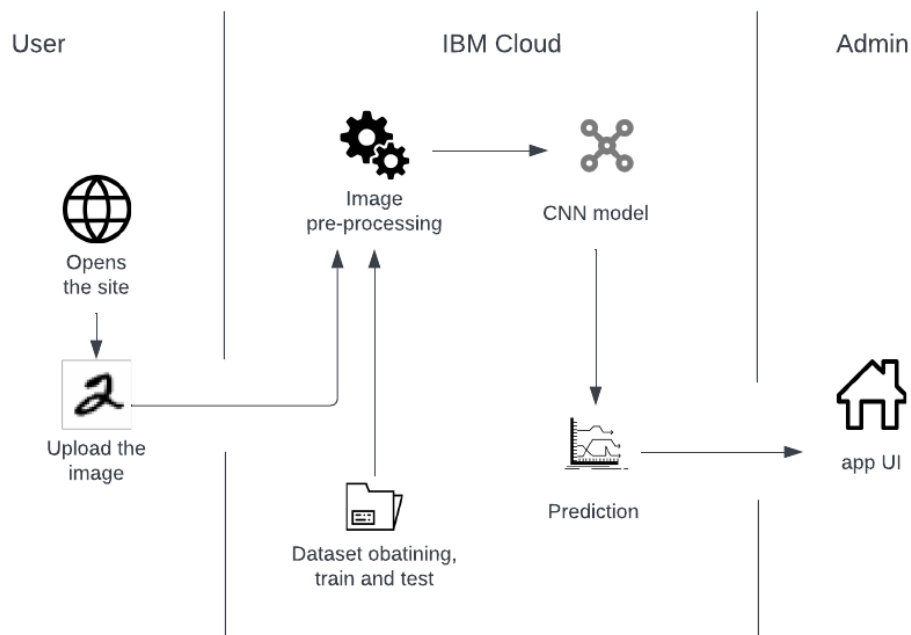 User
IBM Cloud
Admin
Image
pre-processing
CNN model
Opens
the site
2
Upload the
image
app UI
Prediction
Dataset obatining,
train and test